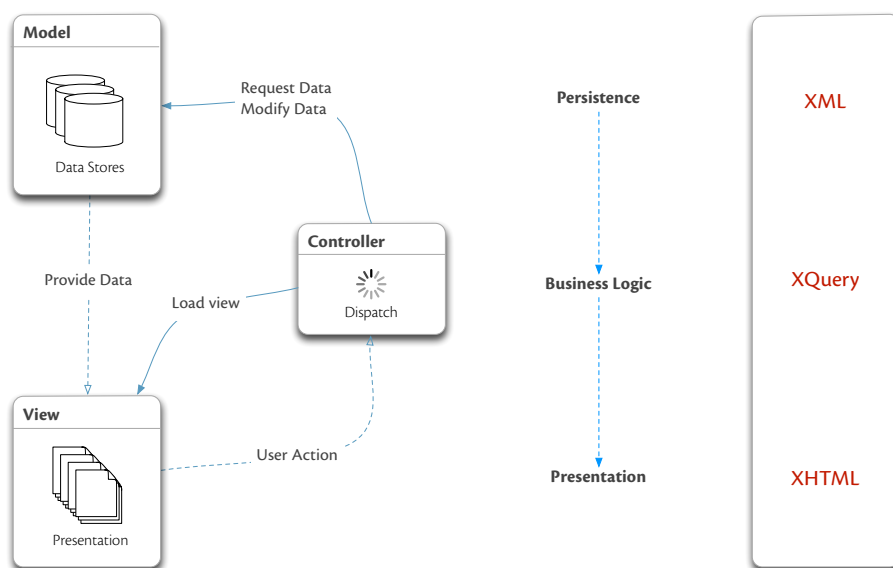 Model
Data Stores
Request Data
Modify Data
Persistence
XML
Controller
Dispatch
Provide Data
Load view
Business Logic
XQuery
View
Presentation
User Action
Presentation
XHTML